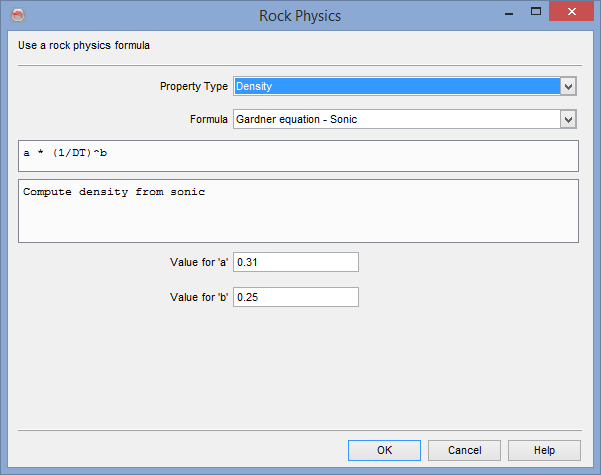 Rock Physics
Use a rock physics formula
Property Type Density
Formula Gardner equation - Sonic
a * (1/DT)^b
Compute density from sonic
Value for 'a' 0.31
Value for 'b' 0.25
OK Cancel Help